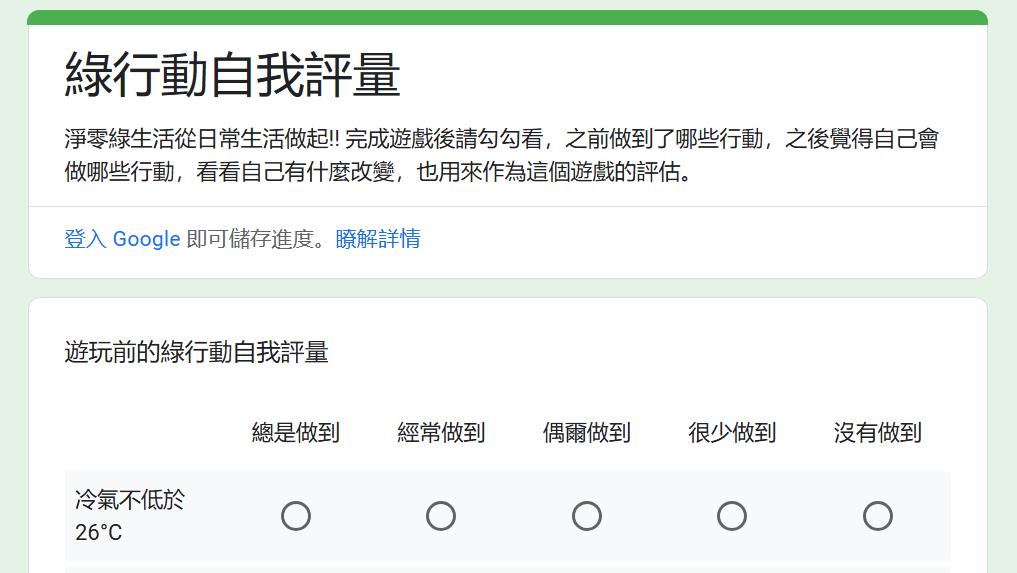 綠行動自我評量
淨零綠生活從日常生活做起!! 完成遊戲後請勾勾看，之前做到了哪些行動，之後覺得自己會
做哪些行動，看看自己有什麼改變，也用來作為這個遊戲的評估。
登入 Google 即可儲存進度。瞭解詳情
遊玩前的綠行動自我評量
總是做到 經常做到 偶爾做到 很少做到 沒有做到
冷氣不低於
26°C